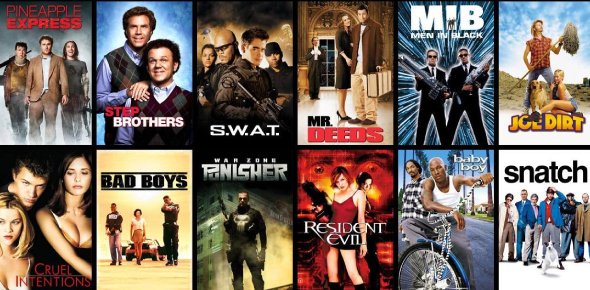 PINEAPPLE
EXPRESS
STEP
BROTHERS
S.W.A.T.
MR.
DEEDS
MIB
MEN IN BLACK
JOE DIRT
CRUEL
INTENTIONS
BAD BOYS
WAR ZONE
PUNISHER
RESIDENT
EVIL
baby
boy
snatch